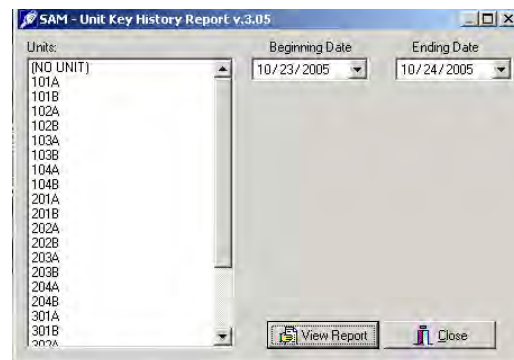 SAM - Unit Key History Report v.3.05
Units:
Beginning Date
Ending Date
10/23/2005
10/24/2005
(NO UNIT)
101A
101B
102A
102B
103A
103B
104A
104B
201A
201B
202A
202B
203A
203B
204A
204B
301A
301B
302A
View Report
Close